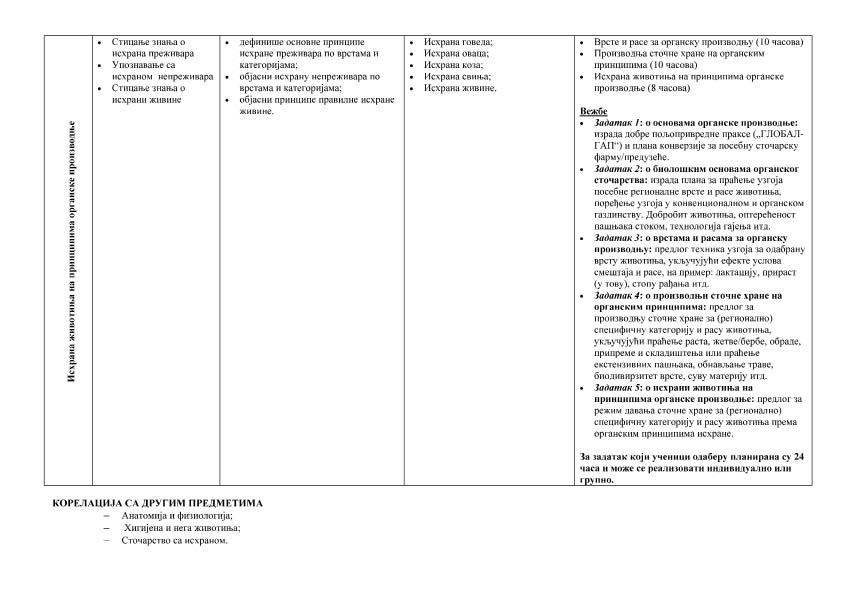 Исхрана животиња на принципима органске производње
• Стицање знања о
исхрана преживара
• Упознавање са
исхраном непреживара
• Стицање знања о
исхрани живине
• дефинише основне принципе
исхране преживара по врстама и
категоријама;
• објасни исхрану непреживара по
врстама и категоријама;
• објасни принципе правилне исхране
живине.
• Исхрана говеда;
• Исхрана оваца;
• Исхрана коза;
• Исхрана свиња;
• Исхрана живине.
• Врсте и расе за органску производњу (10 часова)
• Производња сточне хране на органским
принципима (10 часова)
• Исхрана животиња на принципима органске
производње (8 часова)
Вежбе
• Задатак 1: о основама органске производње:
израда добре пољопривредне праксе („ГЛОБАЛ-
ГАП“) и плана конверзије за посебну сточарску
фарму/предузеће.
• Задатак 2: о биолошким основама органског
сточарства: израда плана за праћење узгоја
посебне регионалне врсте и расе животиња,
поређење узгоја у конвенционалном и органском
газдинству. Добробит животиња, оптерећеност
пашњака стоком, технологија гајења итд.
• Задатак 3: о врстама и расама за органску
производњу: предлог техника узгоја за одабрану
врсту животиња, укључујући ефекте услова
смештаја и расе, на пример: лактацију, прираст
(у тову), стопу рађања итд.
• Задатак 4: о производњи сточне хране на
органским принципима: предлог за
производњу сточне хране за (регионално)
специфичну категорију и расу животиња,
укључујући праћење раста, жетве/бербе, обраде,
припреме и складиштења или праћење
екстензивних пашњака, обнављање траве,
биодивирзитет врсте, суву материју итд.
• Задатак 5: о исхрани животиња на
принципима органске производње: предлог за
режим давања сточне хране за (регионално)
специфичну категорију и расу животиња према
органским принципима исхране.
За задатак који ученици одаберу планирана су 24
часа и може се реализовати индивидуално или
групно.
КОРЕЛАЦИЈА СА ДРУГИМ ПРЕДМЕТИМА
– Анатомија и физиологија;
– Хигијена и нега животиња;
– Сточарство са исхраном.